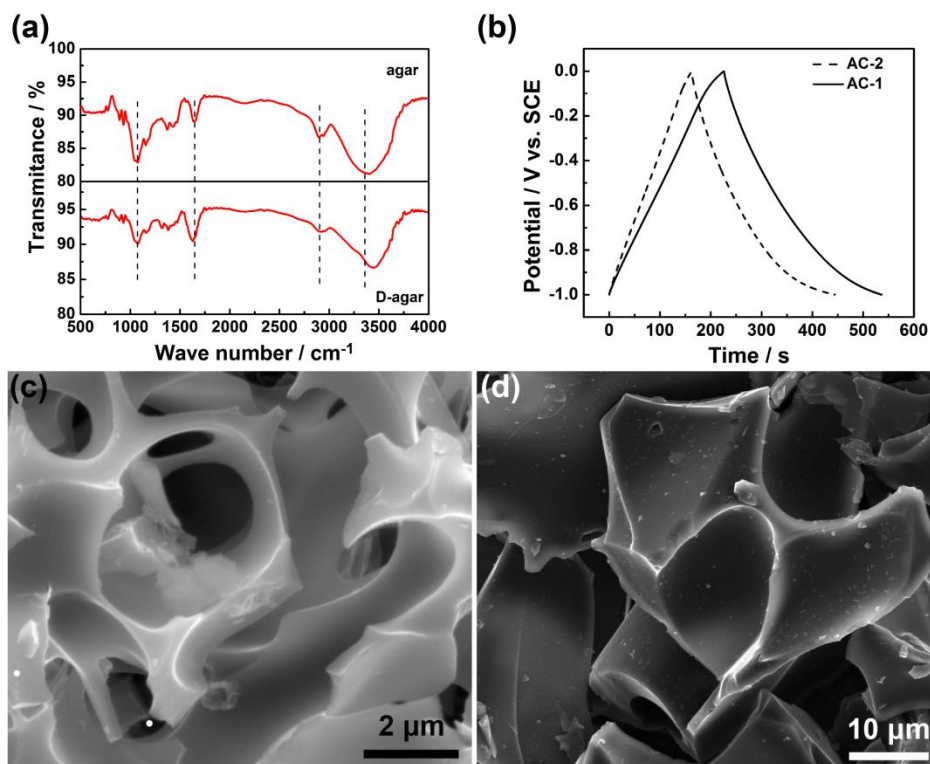 (a)
100
95
90
85
80
95
90
85
80
500 1000 1500 2000 2500 3000 3500 4000
Transmitance / %
Wave number / cm⁻¹
agar
D-agar
(b)
AC-2
AC-1
0.0
-0.2
-0.4
-0.6
-0.8
-1.0
0 100 200 300 400 500 600
Potential / V vs. SCE
Time / s
(c)
2 µm
(d)
10 µm